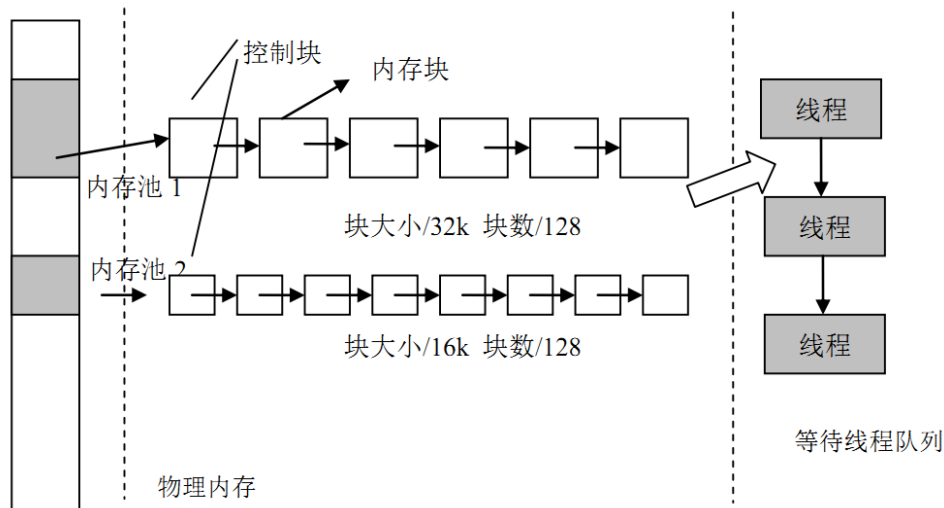 控制块
内存块
线程
内存池 1
块大小/32k 块数/128
线程
内存池 2
块大小/16k 块数/128
线程
等待线程队列
物理内存